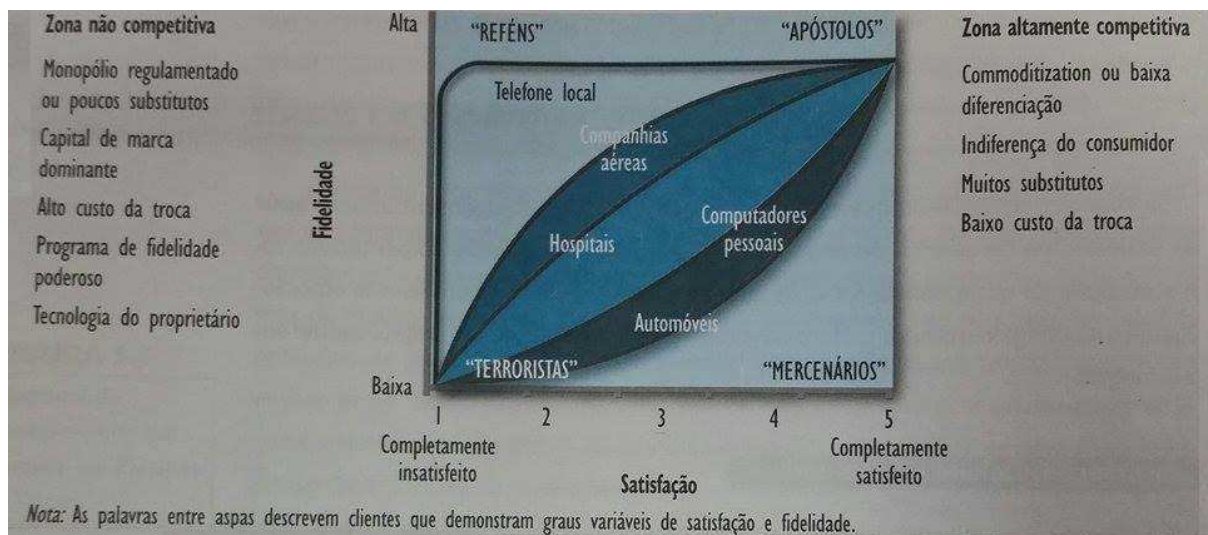 Zona não competitiva
Monopólio regulamentado
ou poucos substitutos
Capital de marca
dominante
Alto custo da troca
Programa de fidelidade
poderoso
Tecnologia do proprietário
Fidelidade
Alta
Baixa
"REFÉNS"
"APÓSTOLOS"
Telefone local
Companhias
aéreas
Hospitais
Computadores
pessoais
Automóveis
"TERRORISTAS"
"MERCENÁRIOS"
1 2 3 4 5
Completamente
insatisfeito
Completamente
satisfeito
Satisfação
Zona altamente competitiva
Commoditization ou baixa
diferenciação
Indiferença do consumidor
Muitos substitutos
Baixo custo da troca
Nota: As palavras entre aspas descrevem clientes que demonstram graus variáveis de satisfação e fidelidade.